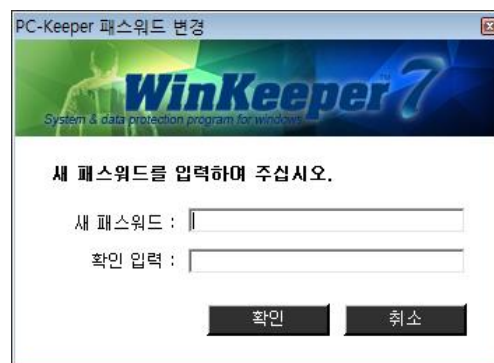 PC-Keeper 패스워드 변경
WinKeeper 7
TM
System & data protection program for windows
새 패스워드를 입력하여 주십시오.
새 패스워드 :
확인 입력 :
확인
취소